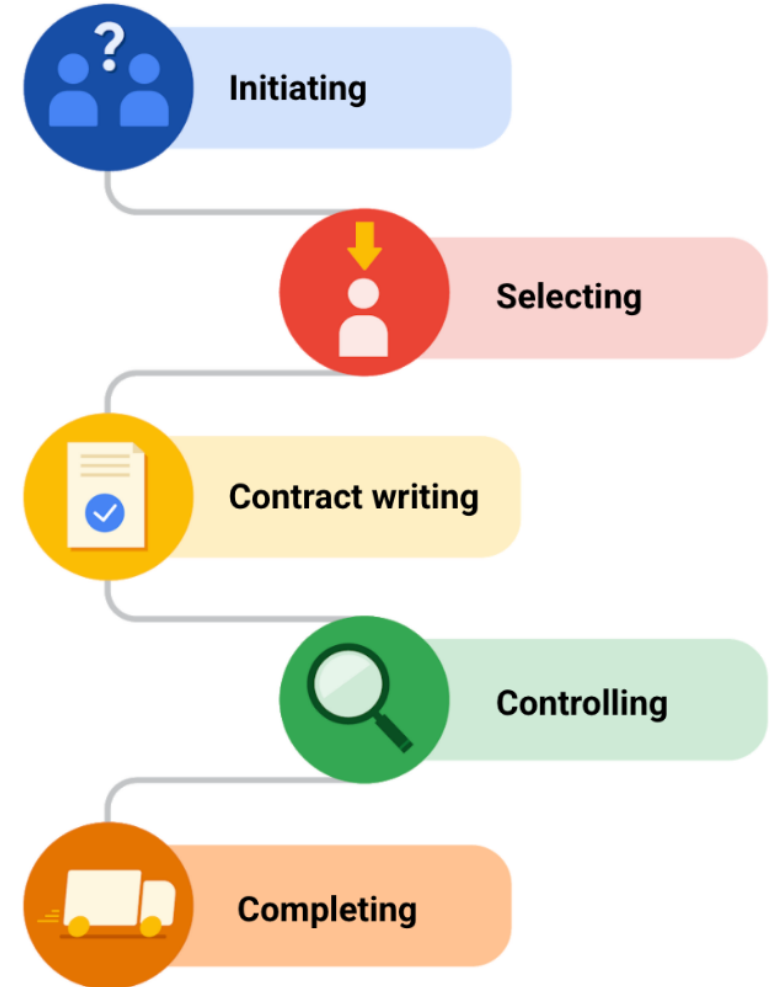 ?
Initiating
Selecting
Contract writing
Controlling
Completing